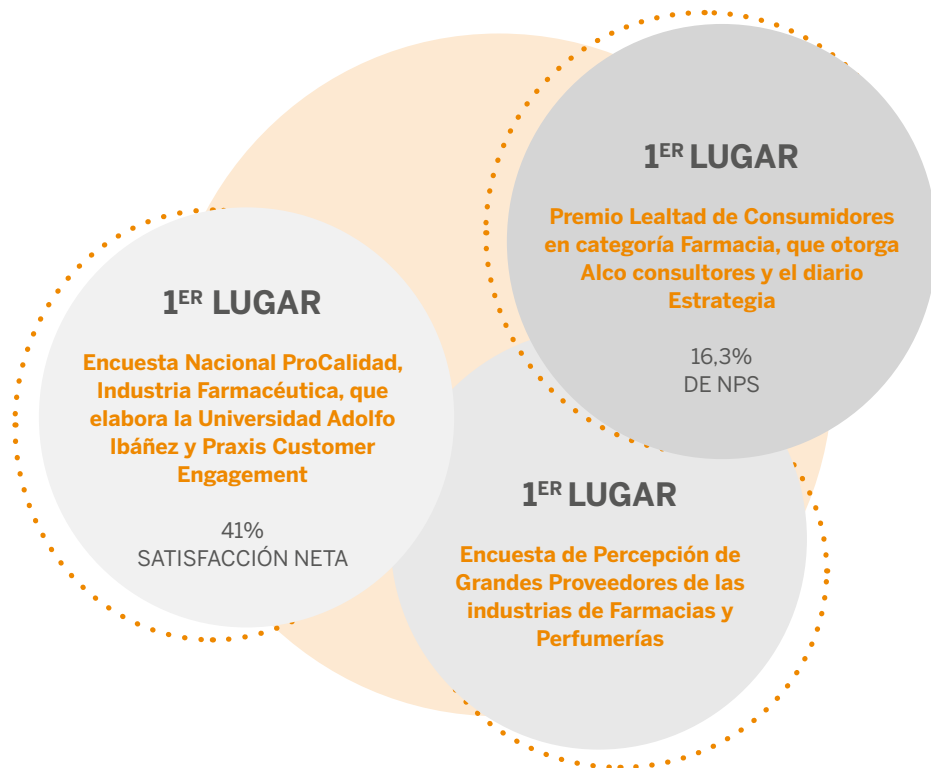 1ER LUGAR
Encuesta Nacional ProCalidad,
Industria Farmacéutica, que
elabora la Universidad Adolfo
Ibáñez y Praxis Customer
Engagement
41%
SATISFACCIÓN NETA
1ER LUGAR
Premio Lealtad de Consumidores
en categoría Farmacia, que otorga
Alco consultores y el diario
Estrategia
16,3%
DE NPS
1ER LUGAR
Encuesta de Percepción de
Grandes Proveedores de las
industrias de Farmacias y
Perfumerías